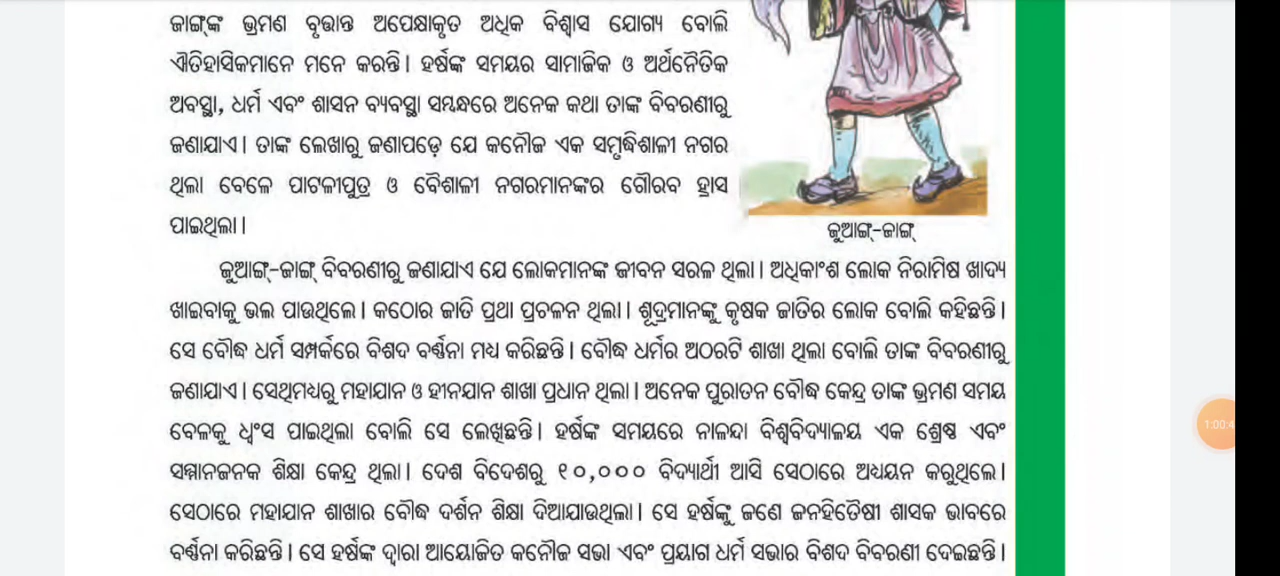 ଜାଙ୍ଗ୍‌ଙ୍କ ଭ୍ରମଣ ବୃତ୍ତାନ୍ତ ଅପେକ୍ଷାକୃତ ଅଧିକ ବିଶ୍ୱାସ ଯୋଗ୍ୟ ବୋଲି
ଐତିହାସିକମାନେ ମନେ କରନ୍ତି। ହର୍ଷଙ୍କ ସମୟର ସାମାଜିକ ଓ ଅର୍ଥନୈତିକ
ଅବସ୍ଥା, ଧର୍ମ ଏବଂ ଶାସନ ବ୍ୟବସ୍ଥା ସମ୍ବନ୍ଧରେ ଅନେକ କଥା ତାଙ୍କ ବିବରଣୀରୁ
ଜଣାଯାଏ। ତାଙ୍କ ଲେଖାରୁ ଜଣାପଡ଼େ ଯେ କନୌଜ ଏକ ସମୃଦ୍ଧିଶାଳୀ ନଗର
ଥିଲା ବେଳେ ପାଟଳୀପୁତ୍ର ଓ ବୈଶାଳୀ ନଗରମାନଙ୍କର ଗୌରବ ହ୍ରାସ
ପାଇଥିଲା।
ଜୁଆଙ୍ଗ୍-ଜାଙ୍ଗ୍
ଜୁଆଙ୍ଗ୍-ଜାଙ୍ଗ୍ ବିବରଣୀରୁ ଜଣାଯାଏ ଯେ ଲୋକମାନଙ୍କ ଜୀବନ ସରଳ ଥିଲା। ଅଧିକାଂଶ ଲୋକ ନିରାମିଷ ଖାଦ୍ୟ
ଖାଇବାକୁ ଭଲ ପାଉଥିଲେ। କଠୋର ଜାତି ପ୍ରଥା ପ୍ରଚଳନ ଥିଲା। ଶୂଦ୍ରମାନଙ୍କୁ କୃଷକ ଜାତିର ଲୋକ ବୋଲି କହିଛନ୍ତି।
ସେ ବୌଦ୍ଧ ଧର୍ମ ସମ୍ପର୍କରେ ବିଶଦ ବର୍ଣ୍ଣନା ମଧ୍ୟ କରିଛନ୍ତି। ବୌଦ୍ଧ ଧର୍ମର ଅଠରଟି ଶାଖା ଥିଲା ବୋଲି ତାଙ୍କ ବିବରଣୀରୁ
ଜଣାଯାଏ। ସେଥିମଧ୍ୟରୁ ମହାଯାନ ଓ ହୀନଯାନ ଶାଖା ପ୍ରଧାନ ଥିଲା। ଅନେକ ପୁରାତନ ବୌଦ୍ଧ କେନ୍ଦ୍ର ତାଙ୍କ ଭ୍ରମଣ ସମୟ
ବେଳକୁ ଧ୍ୱଂସ ପାଇଥିଲା ବୋଲି ସେ ଲେଖିଛନ୍ତି। ହର୍ଷଙ୍କ ସମୟରେ ନାଳନ୍ଦା ବିଶ୍ୱବିଦ୍ୟାଳୟ ଏକ ଶ୍ରେଷ୍ଠ ଏବଂ
ସମ୍ମାନଜନକ ଶିକ୍ଷା କେନ୍ଦ୍ର ଥିଲା। ଦେଶ ବିଦେଶରୁ ୧୦,୦୦୦ ବିଦ୍ୟାର୍ଥୀ ଆସି ସେଠାରେ ଅଧ୍ୟୟନ କରୁଥିଲେ।
ସେଠାରେ ମହାଯାନ ଶାଖାର ବୌଦ୍ଧ ଦର୍ଶନ ଶିକ୍ଷା ଦିଆଯାଉଥିଲା। ସେ ହର୍ଷଙ୍କୁ ଜଣେ ଜନହିତୈଷୀ ଶାସକ ଭାବରେ
ବର୍ଣ୍ଣନା କରିଛନ୍ତି। ସେ ହର୍ଷଙ୍କ ଦ୍ୱାରା ଆୟୋଜିତ କନୌଜ ସଭା ଏବଂ ପ୍ରୟାଗ ଧର୍ମ ସଭାର ବିଶଦ ବିବରଣୀ ଦେଇଛନ୍ତି।